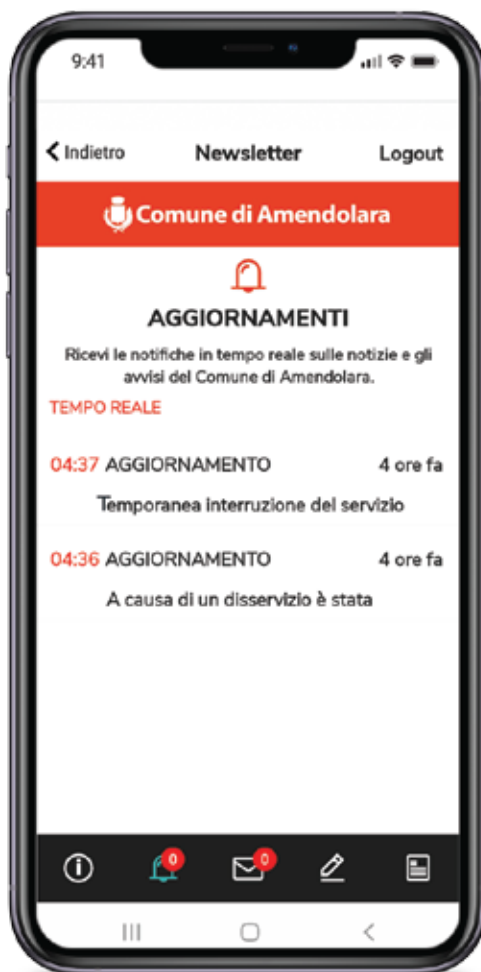 9:41
Indietro Newsletter Logout
Comune di Amendolara
AGGIORNAMENTI
Ricevi le notifiche in tempo reale sulle notizie e gli
avvisi del Comune di Amendolara.
TEMPO REALE
04:37 AGGIORNAMENTO 4 ore fa
Temporanea interruzione del servizio
04:36 AGGIORNAMENTO 4 ore fa
A causa di un disservizio è stata
0 0